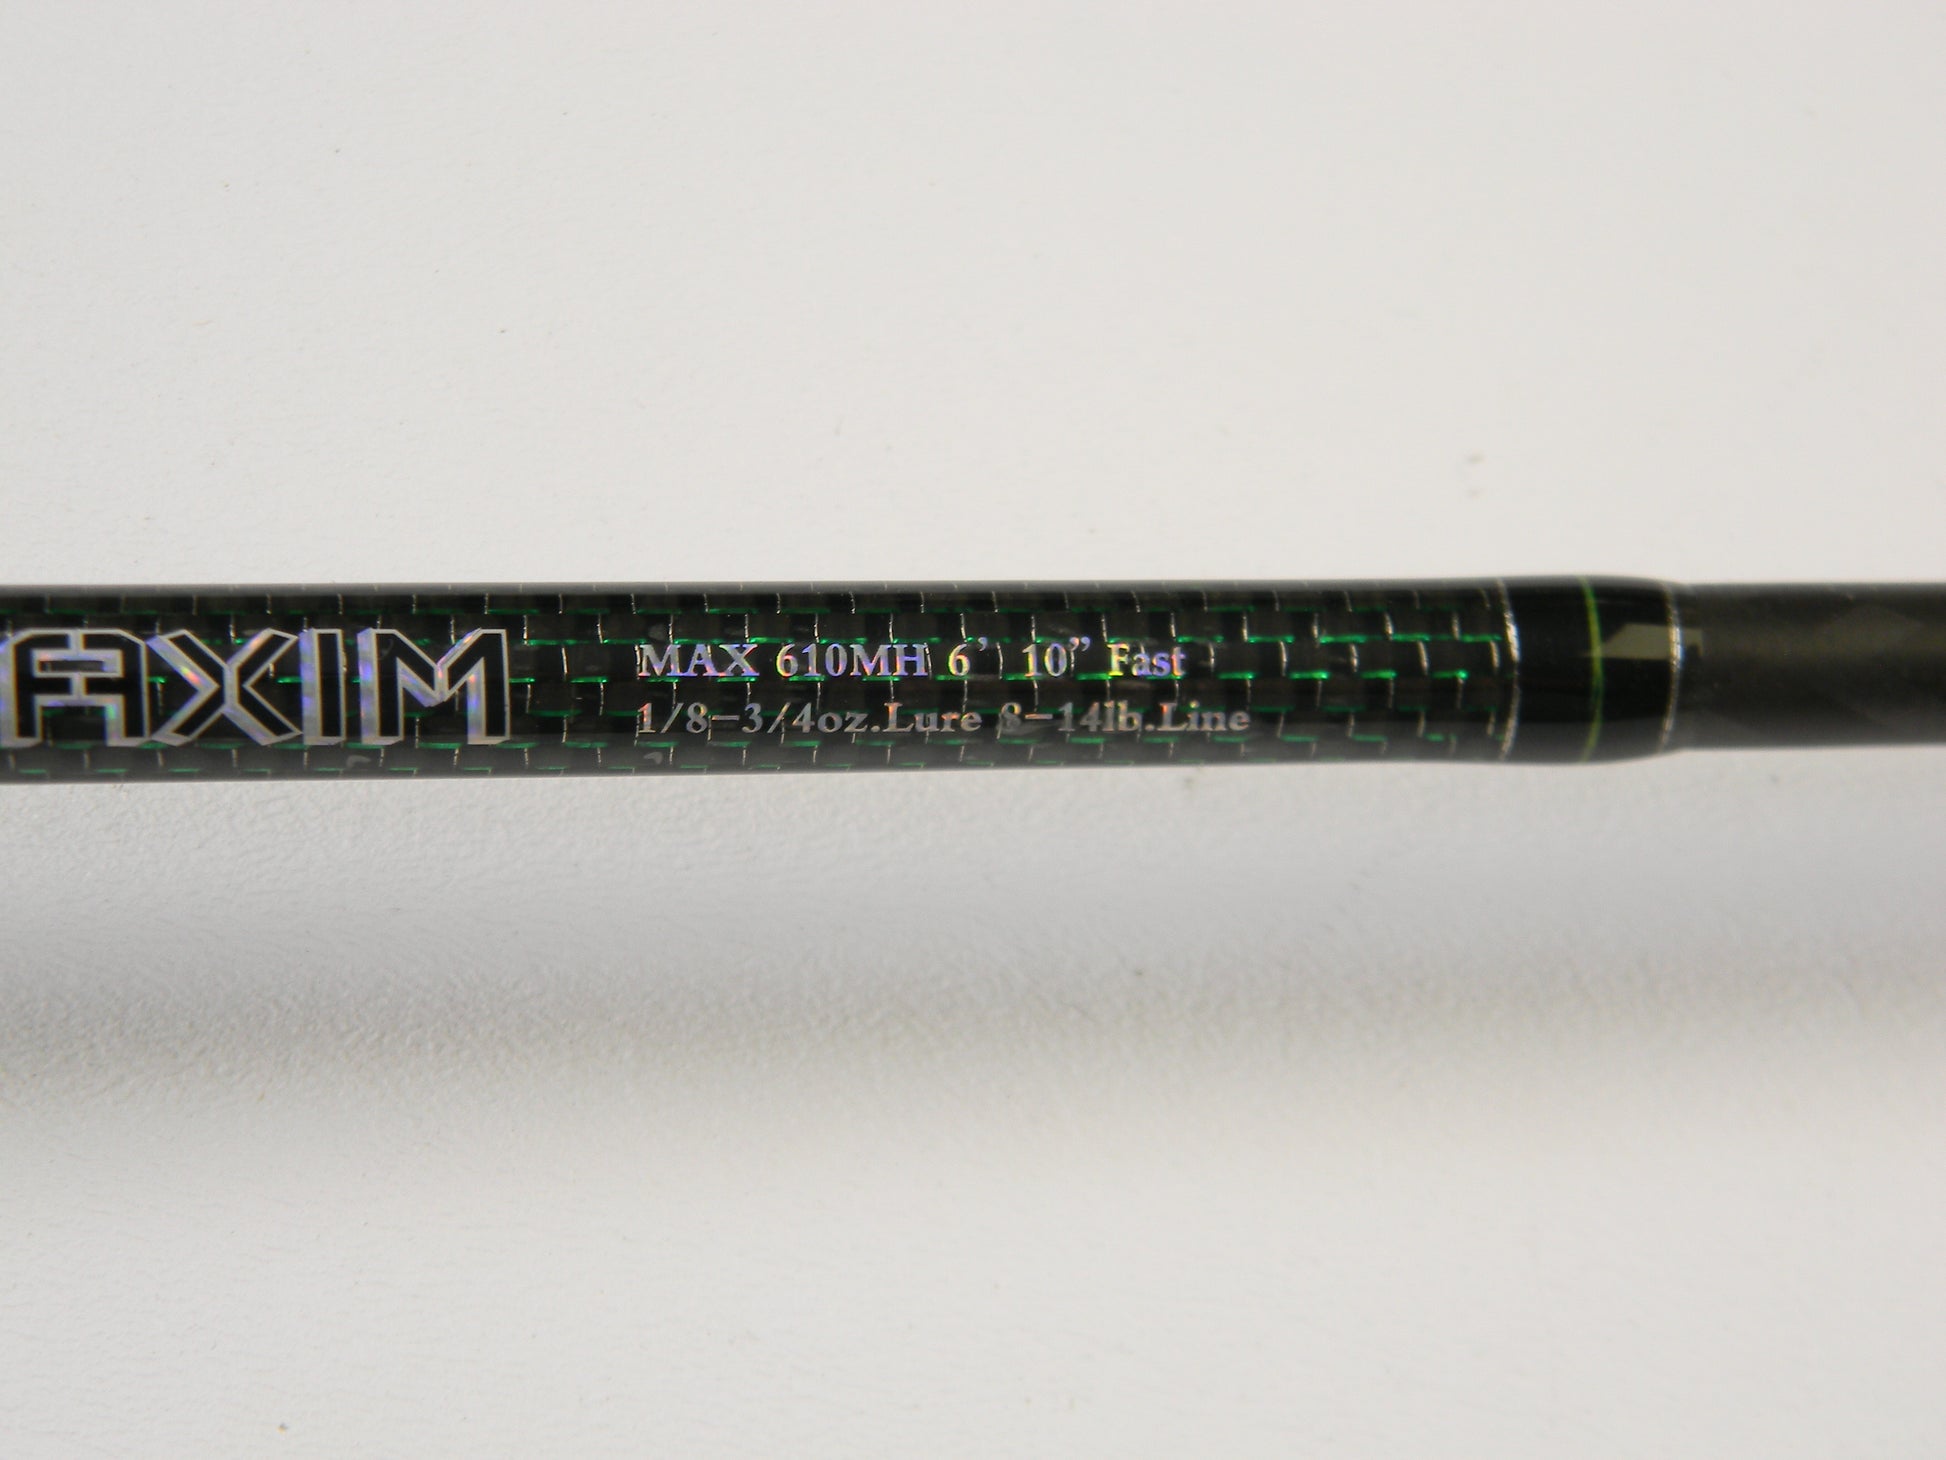 AXIM
MAX 610MH 6’ 10” Fast
1/8-3/4oz.Lure 8-14lb.Line